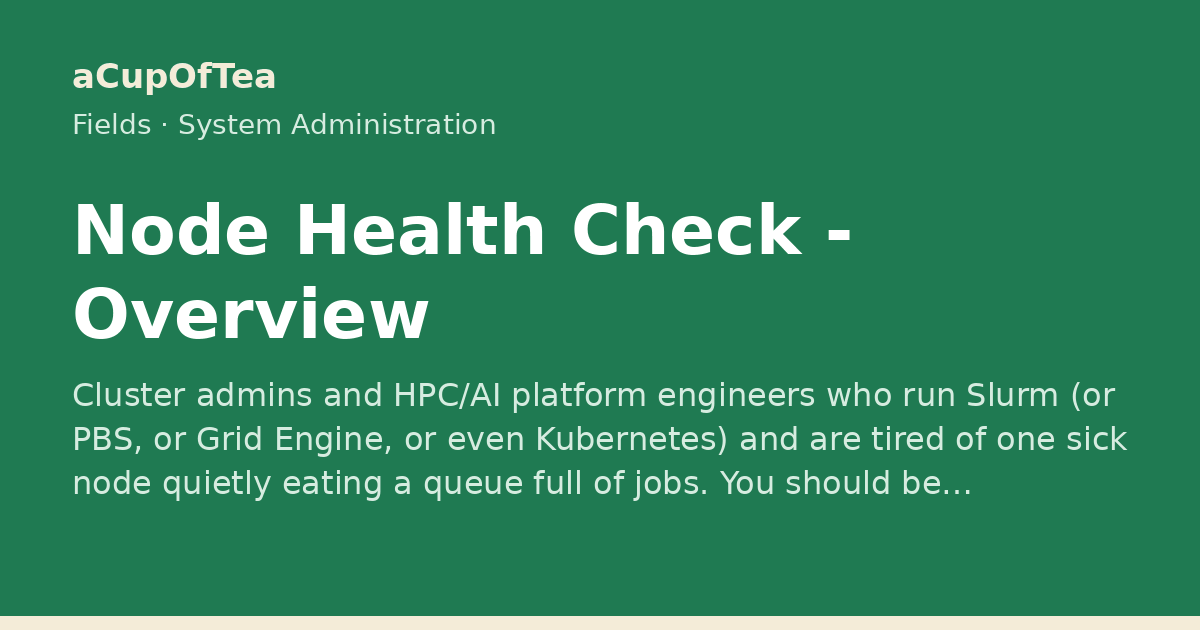 aCupOfTea
Fields · System Administration
Node Health Check -
Overview
Cluster admins and HPC/AI platform engineers who run Slurm (or
PBS, or Grid Engine, or even Kubernetes) and are tired of one sick
node quietly eating a queue full of jobs. You should be…